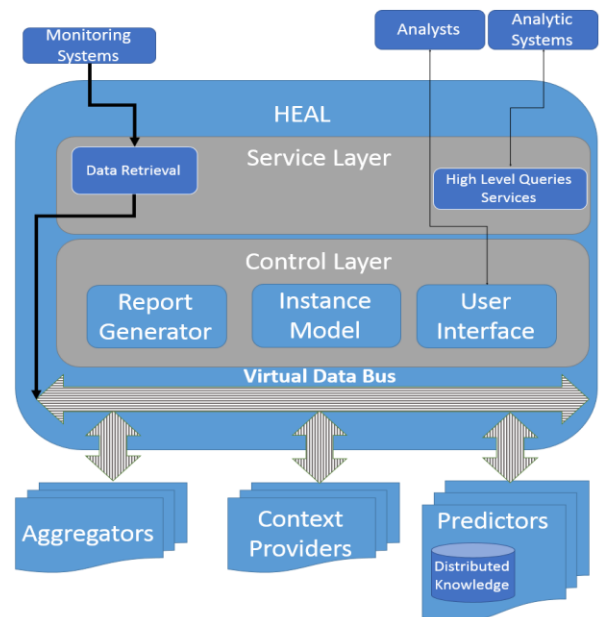 Monitoring
Systems
Analysts
Analytic
Systems
HEAL
Service Layer
Data Retrieval
High Level Queries
Services
Control Layer
Report
Generator
Instance
Model
User
Interface
Virtual Data Bus
Aggregators
Context
Providers
Predictors
Distributed
Knowledge